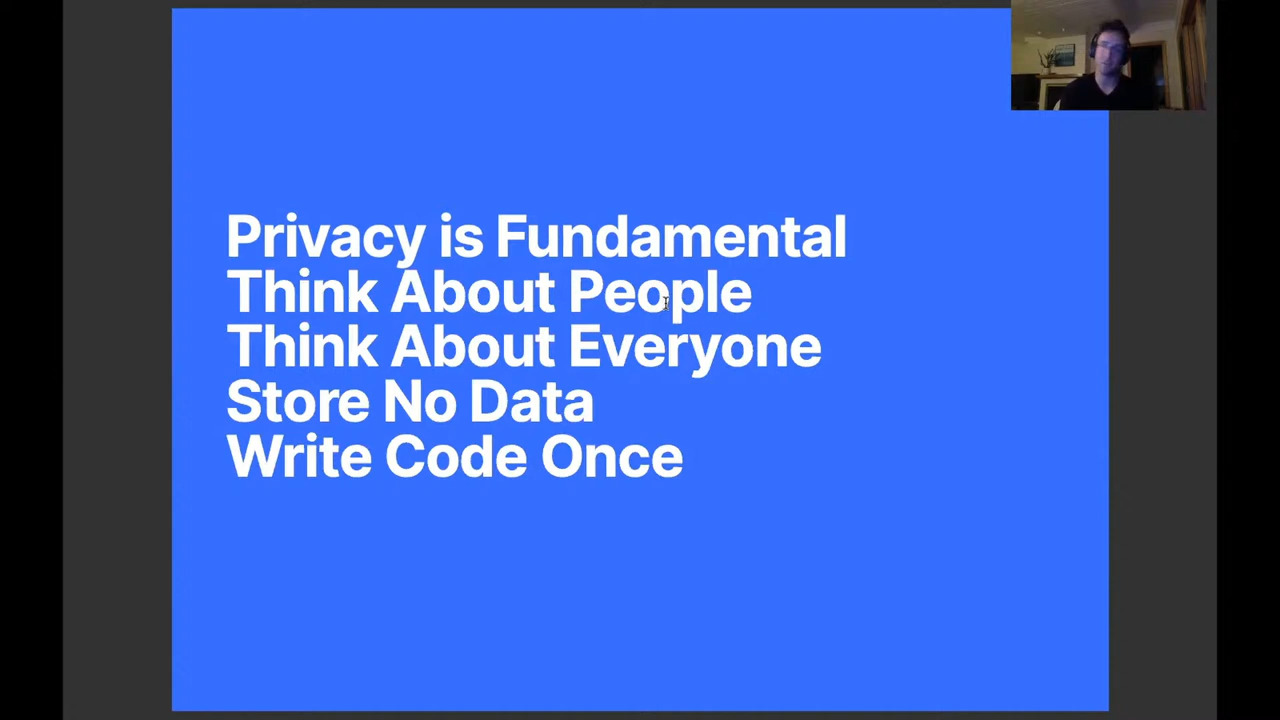 Privacy is Fundamental
Think About People
Think About Everyone
Store No Data
Write Code Once